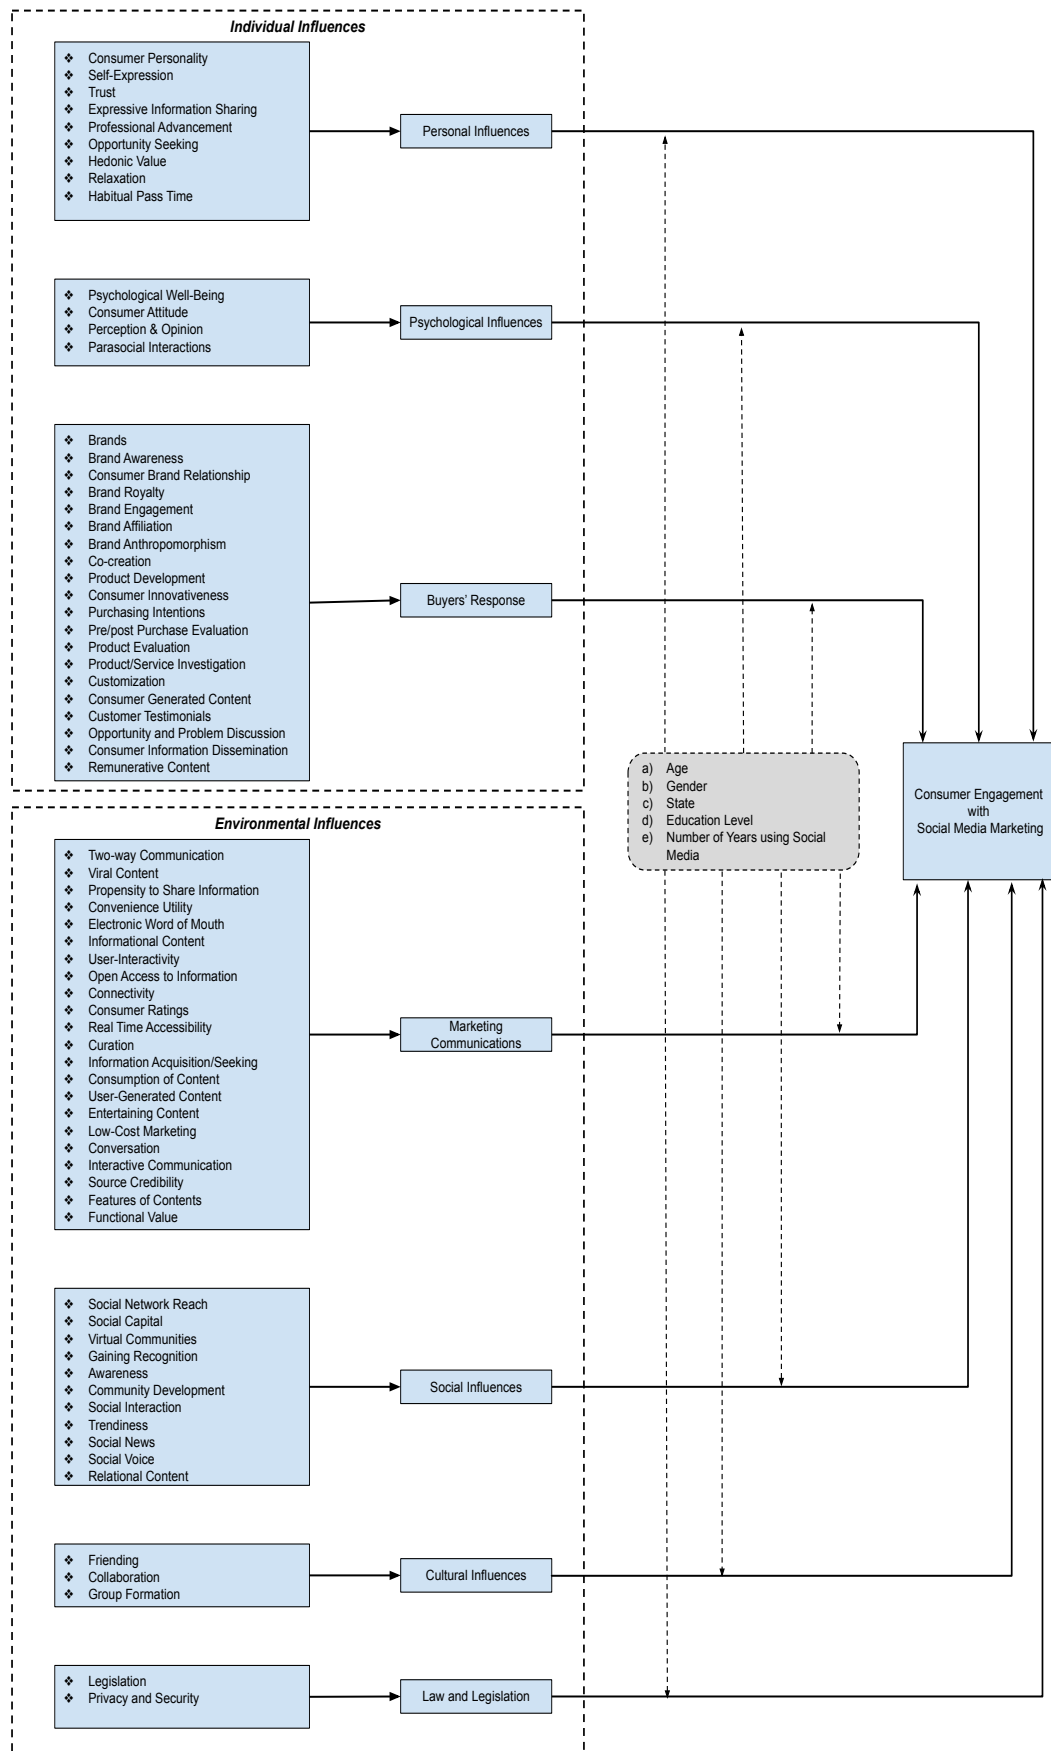 Individual Influences
❖ Consumer Personality
❖ Self-Expression
❖ Trust
❖ Expressive Information Sharing
❖ Professional Advancement
❖ Opportunity Seeking
❖ Hedonic Value
❖ Relaxation
❖ Habitual Pass Time
Personal Influences
❖ Psychological Well-Being
❖ Consumer Attitude
❖ Perception & Opinion
❖ Parasocial Interactions
Psychological Influences
❖ Brands
❖ Brand Awareness
❖ Consumer Brand Relationship
❖ Brand Royalty
❖ Brand Engagement
❖ Brand Affiliation
❖ Brand Anthropomorphism
❖ Co-creation
❖ Product Development
❖ Consumer Innovativeness
❖ Purchasing Intentions
❖ Pre/post Purchase Evaluation
❖ Product Evaluation
❖ Product/Service Investigation
❖ Customization
❖ Consumer Generated Content
❖ Customer Testimonials
❖ Opportunity and Problem Discussion
❖ Consumer Information Dissemination
❖ Remunerative Content
Buyers’ Response
a) Age
b) Gender
c) State
d) Education Level
e) Number of Years using Social
Media
Consumer Engagement
with
Social Media Marketing
Environmental Influences
❖ Two-way Communication
❖ Viral Content
❖ Propensity to Share Information
❖ Convenience Utility
❖ Electronic Word of Mouth
❖ Informational Content
❖ User-Interactivity
❖ Open Access to Information
❖ Connectivity
❖ Consumer Ratings
❖ Real Time Accessibility
❖ Curation
❖ Information Acquisition/Seeking
❖ Consumption of Content
❖ User-Generated Content
❖ Entertaining Content
❖ Low-Cost Marketing
❖ Conversation
❖ Interactive Communication
❖ Source Credibility
❖ Features of Contents
❖ Functional Value
Marketing
Communications
❖ Social Network Reach
❖ Social Capital
❖ Virtual Communities
❖ Gaining Recognition
❖ Awareness
❖ Community Development
❖ Social Interaction
❖ Trendiness
❖ Social News
❖ Social Voice
❖ Relational Content
Social Influences
❖ Friending
❖ Collaboration
❖ Group Formation
Cultural Influences
❖ Legislation
❖ Privacy and Security
Law and Legislation